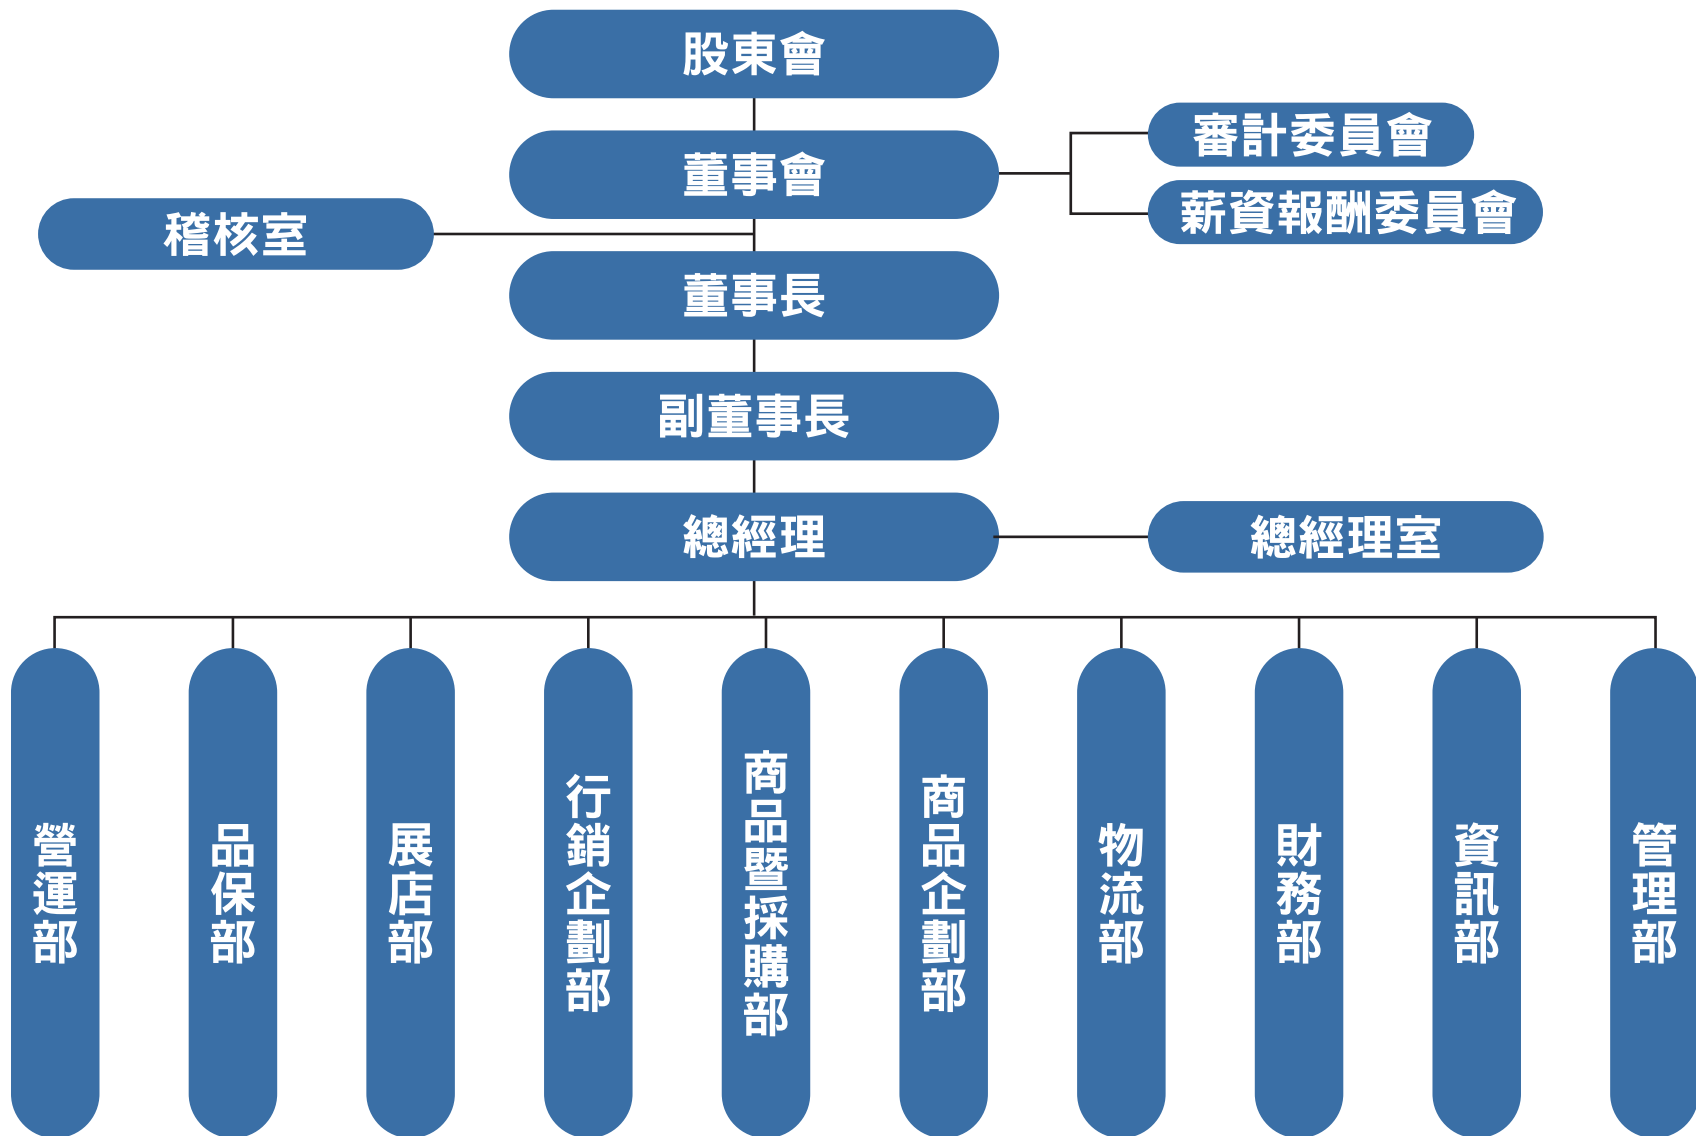 股東會
審計委員會
董事會
薪資報酬委員會
稽核室
董事長
副董事長
總經理
總經理室
營運部
品保部
展店部
行銷企劃部
商品暨採購部
商品企劃部
物流部
財務部
資訊部
管理部